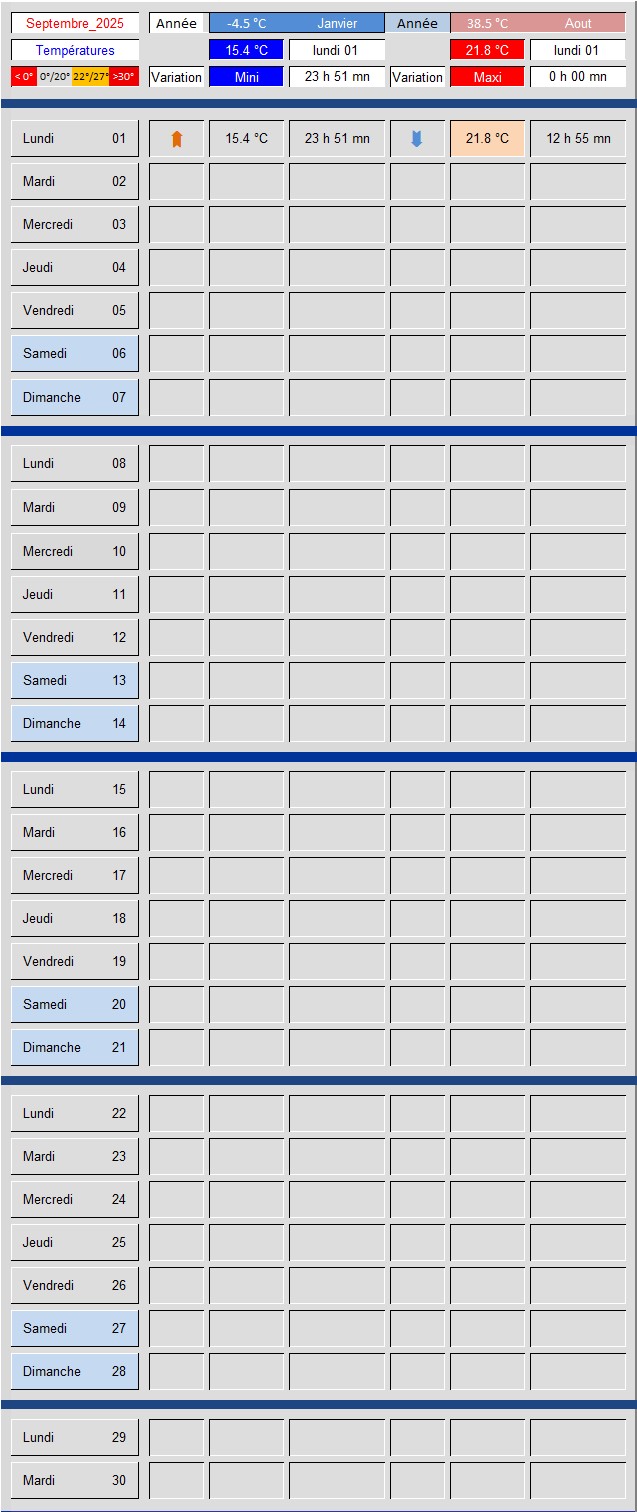 Septembre_2025 Année -4.5 °C Janvier Année 38.5 °C Aout
Températures 15.4 °C lundi 01 21.8 °C lundi 01
< 0° 0°/20° 22°/27° >30° Variation Mini 23 h 51 mn Variation Maxi 0 h 00 mn
Lundi 01 15.4 °C 23 h 51 mn 21.8 °C 12 h 55 mn
Mardi 02
Mercredi 03
Jeudi 04
Vendredi 05
Samedi 06
Dimanche 07
Lundi 08
Mardi 09
Mercredi 10
Jeudi 11
Vendredi 12
Samedi 13
Dimanche 14
Lundi 15
Mardi 16
Mercredi 17
Jeudi 18
Vendredi 19
Samedi 20
Dimanche 21
Lundi 22
Mardi 23
Mercredi 24
Jeudi 25
Vendredi 26
Samedi 27
Dimanche 28
Lundi 29
Mardi 30